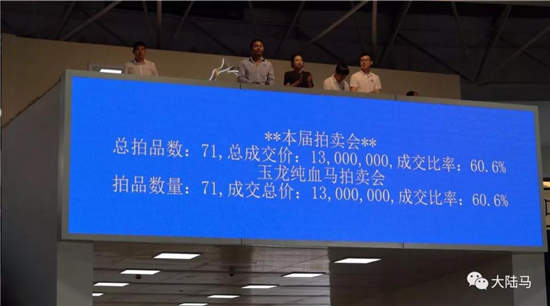 **本届拍卖会**
总拍品数: 71,总成交价: 13,000,000,成交比率: 60.6%
玉龙纯血马拍卖会
拍品数量: 71,成交总价: 13,000,000,成交比率: 60.6%
大陆马